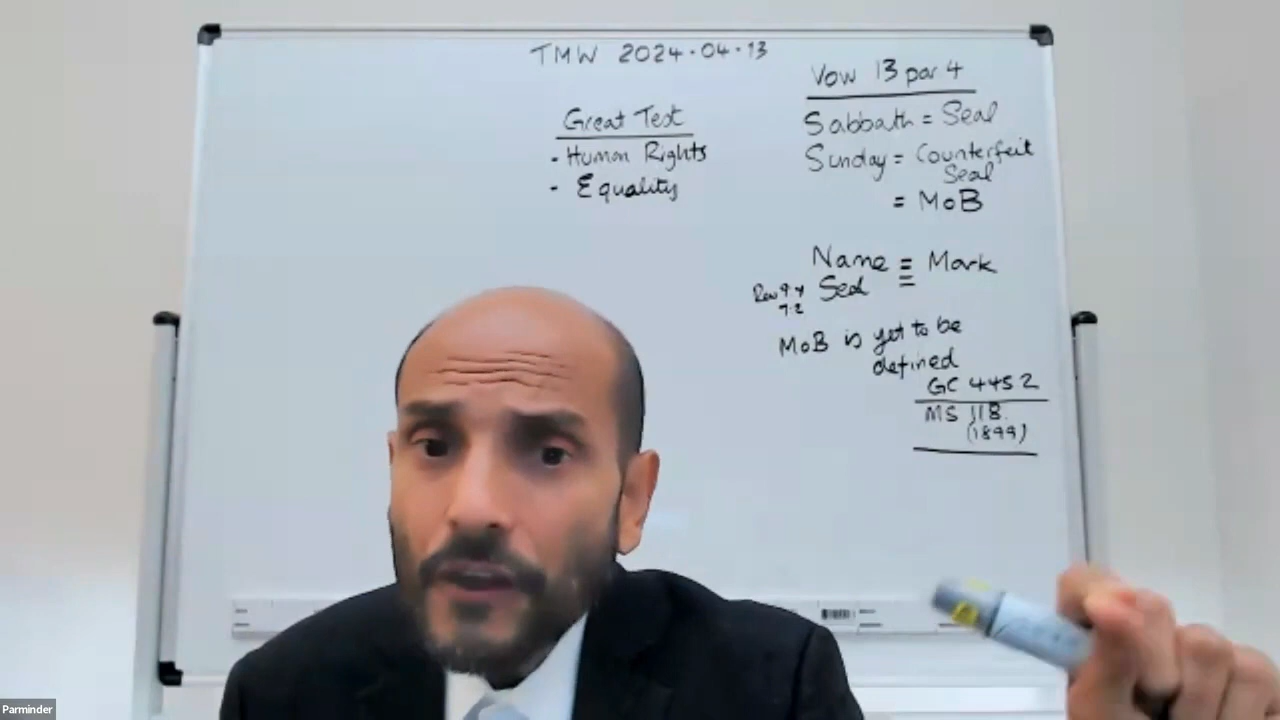 TMW 2024.04.13
Great Test
- Human Rights
- Equality
Vow 13 par 4
Sabbath = Seal
Sunday = Counterfeit
Seal
= MoB
Name ≡ Mark
Rev 9 4 Seal
7:2
MoB is yet to be
defined
GC 445 2
MS 118.
(1899)
Parminder